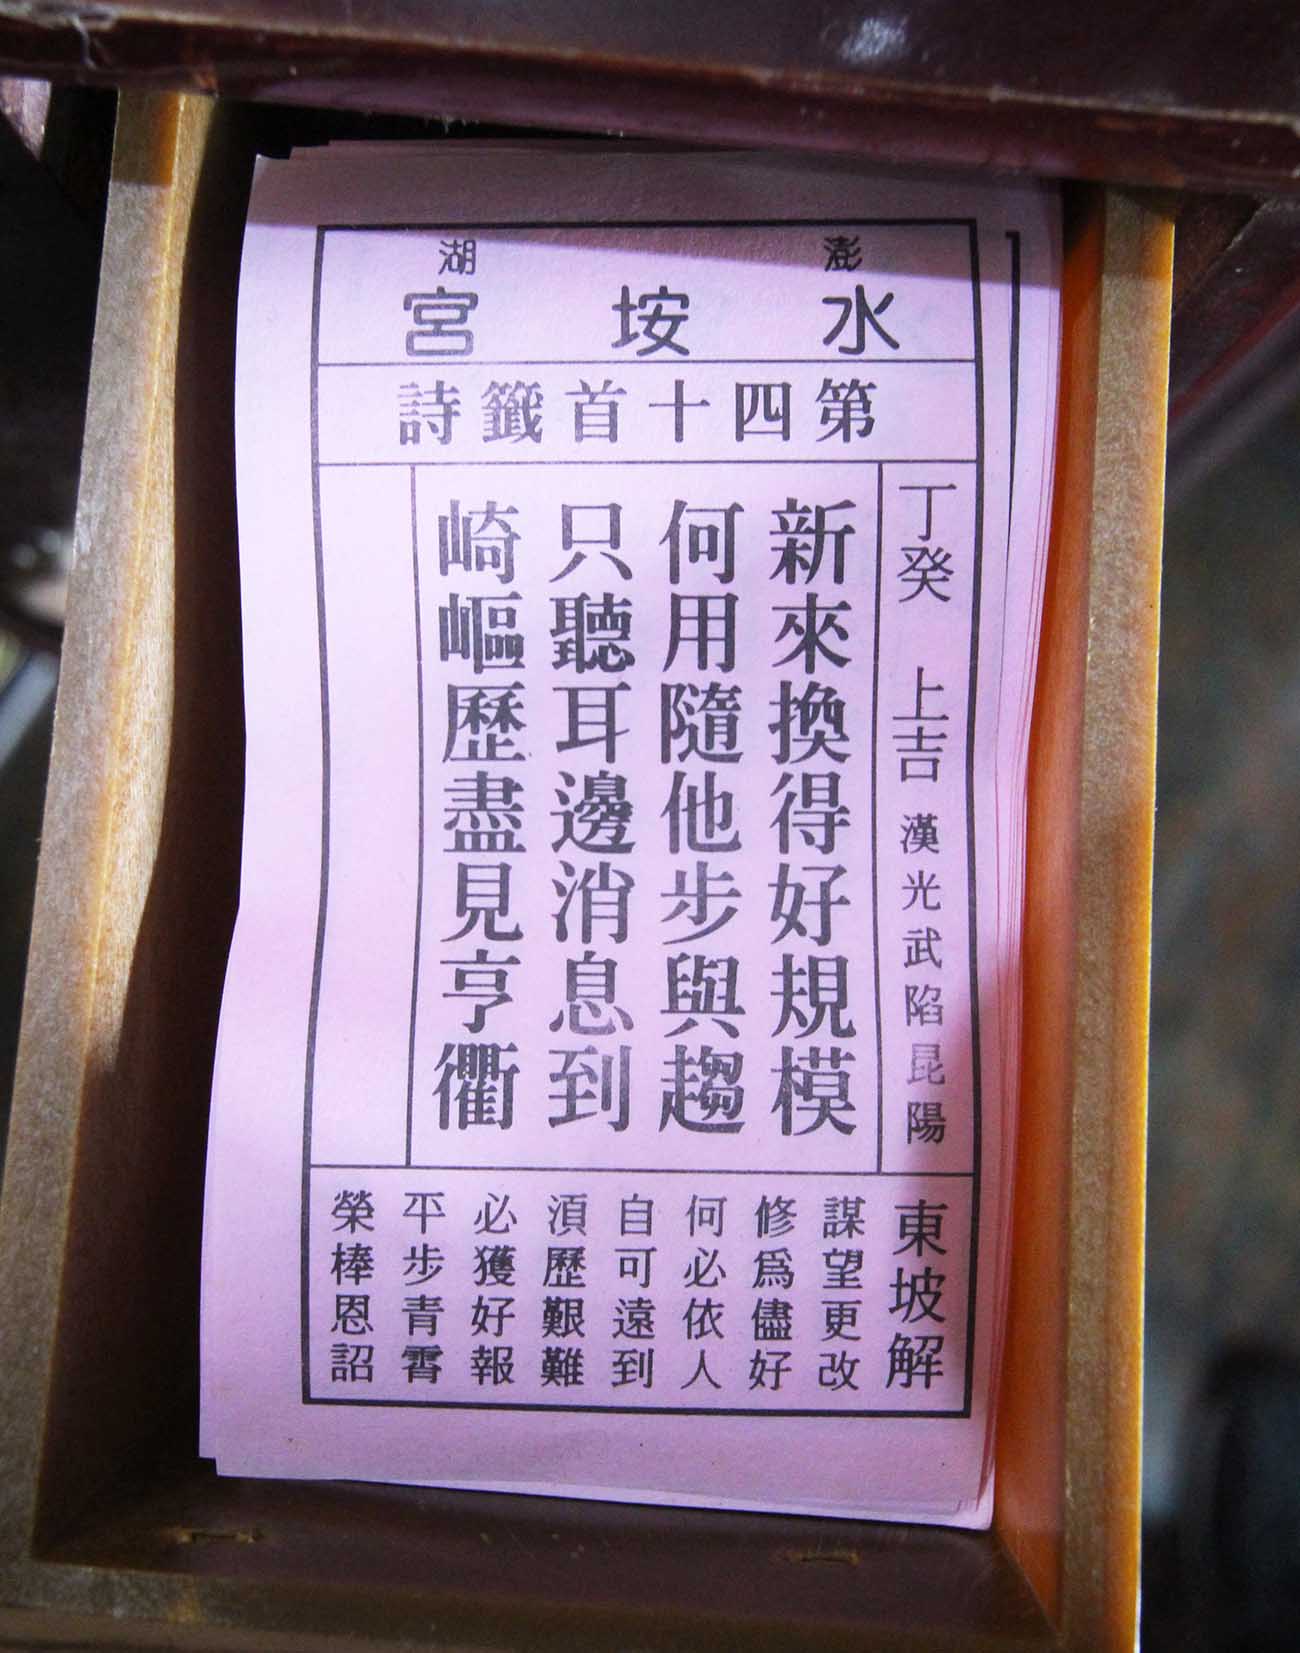 澎湖
水垵宮
第四十首籤詩
丁癸 上吉 漢光武陷昆陽
新來換得好規模
何用隨他步與趨
只聽耳邊消息到
崎嶇歷盡見亨衢
東坡解
謀望更改
修為儘好
何必依人
自可遠到
湏歷艱難
必獲好報
平步青霄
榮棒恩詔